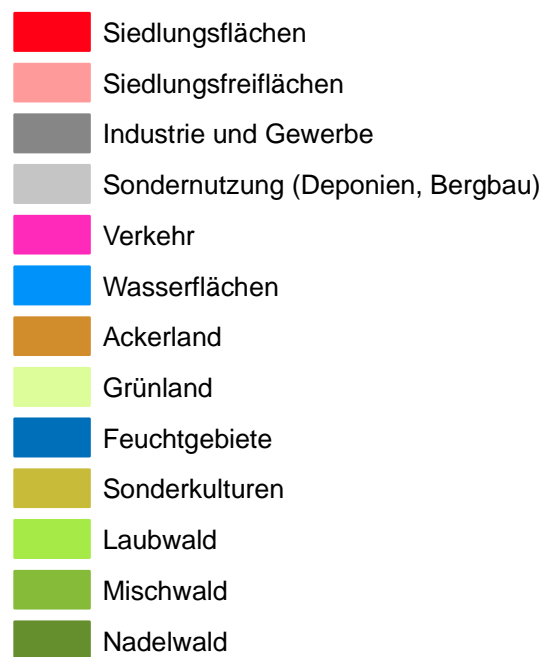 Siedlungsflächen
Siedlungsfreiflächen
Industrie und Gewerbe
Sondernutzung (Deponien, Bergbau)
Verkehr
Wasserflächen
Ackerland
Grünland
Feuchtgebiete
Sonderkulturen
Laubwald
Mischwald
Nadelwald